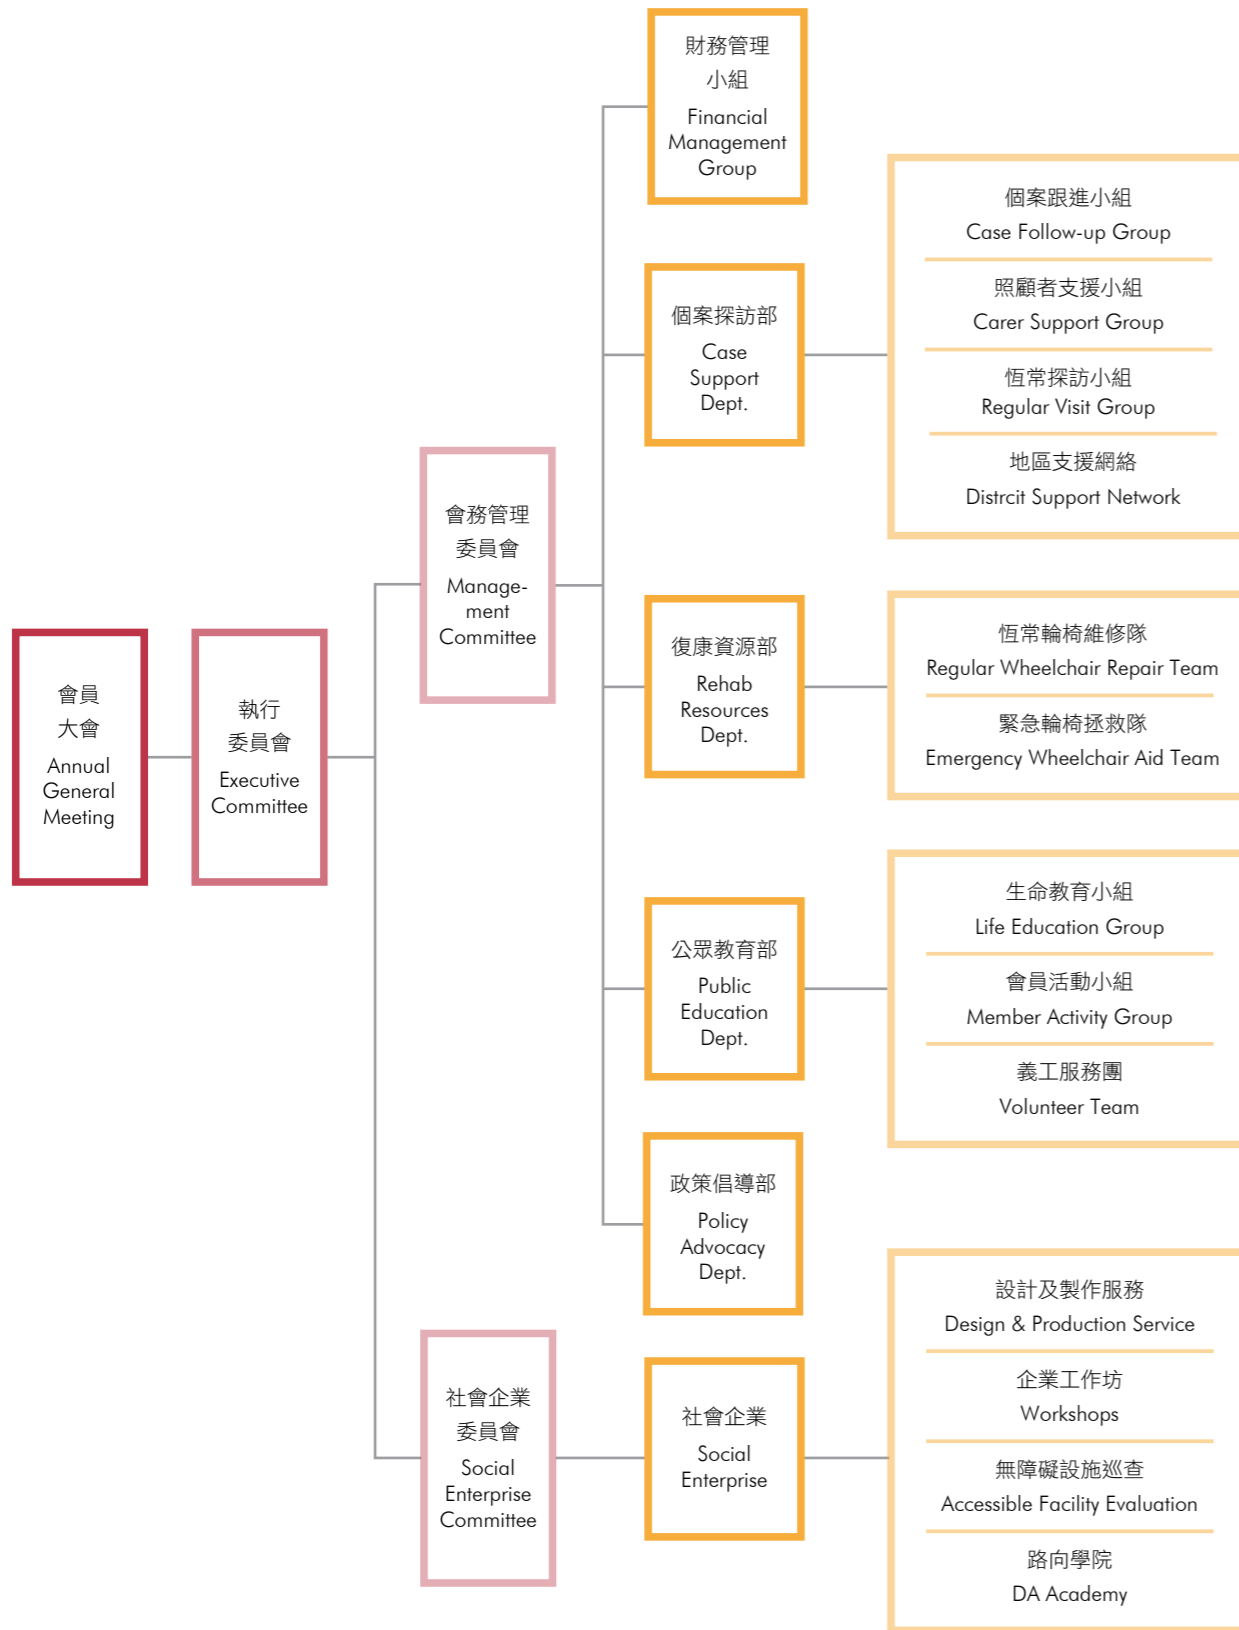 會員
大會
Annual
General
Meeting
執行
委員會
Executive
Committee
會務管理
委員會
Manage-
ment
Committee
財務管理
小組
Financial
Management
Group
個案探訪部
Case
Support
Dept.
個案跟進小組
Case Follow-up Group
照顧者支援小組
Carer Support Group
恆常探訪小組
Regular Visit Group
地區支援網絡
Distrcit Support Network
復康資源部
Rehab
Resources
Dept.
恆常輪椅維修隊
Regular Wheelchair Repair Team
緊急輪椅拯救隊
Emergency Wheelchair Aid Team
公眾教育部
Public
Education
Dept.
生命教育小組
Life Education Group
會員活動小組
Member Activity Group
義工服務團
Volunteer Team
政策倡導部
Policy
Advocacy
Dept.
社會企業
委員會
Social
Enterprise
Committee
社會企業
Social
Enterprise
設計及製作服務
Design & Production Service
企業工作坊
Workshops
無障礙設施巡查
Accessible Facility Evaluation
路向學院
DA Academy